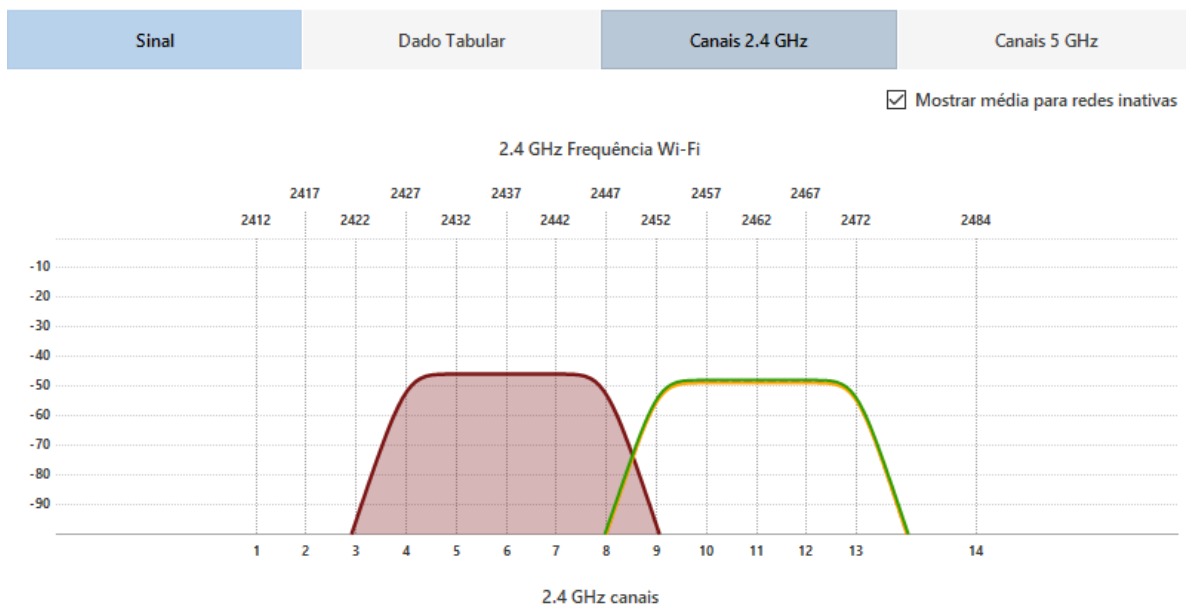 Sinal Dado Tabular Canais 2.4 GHz Canais 5 GHz
Mostrar média para redes inativas
2.4 GHz Frequência Wi-Fi
2417 2427 2437 2447 2457 2467
2412 2422 2432 2442 2452 2462 2472 2484
-10
-20
-30
-40
-50
-60
-70
-80
-90
1 2 3 4 5 6 7 8 9 10 11 12 13 14
2.4 GHz canais